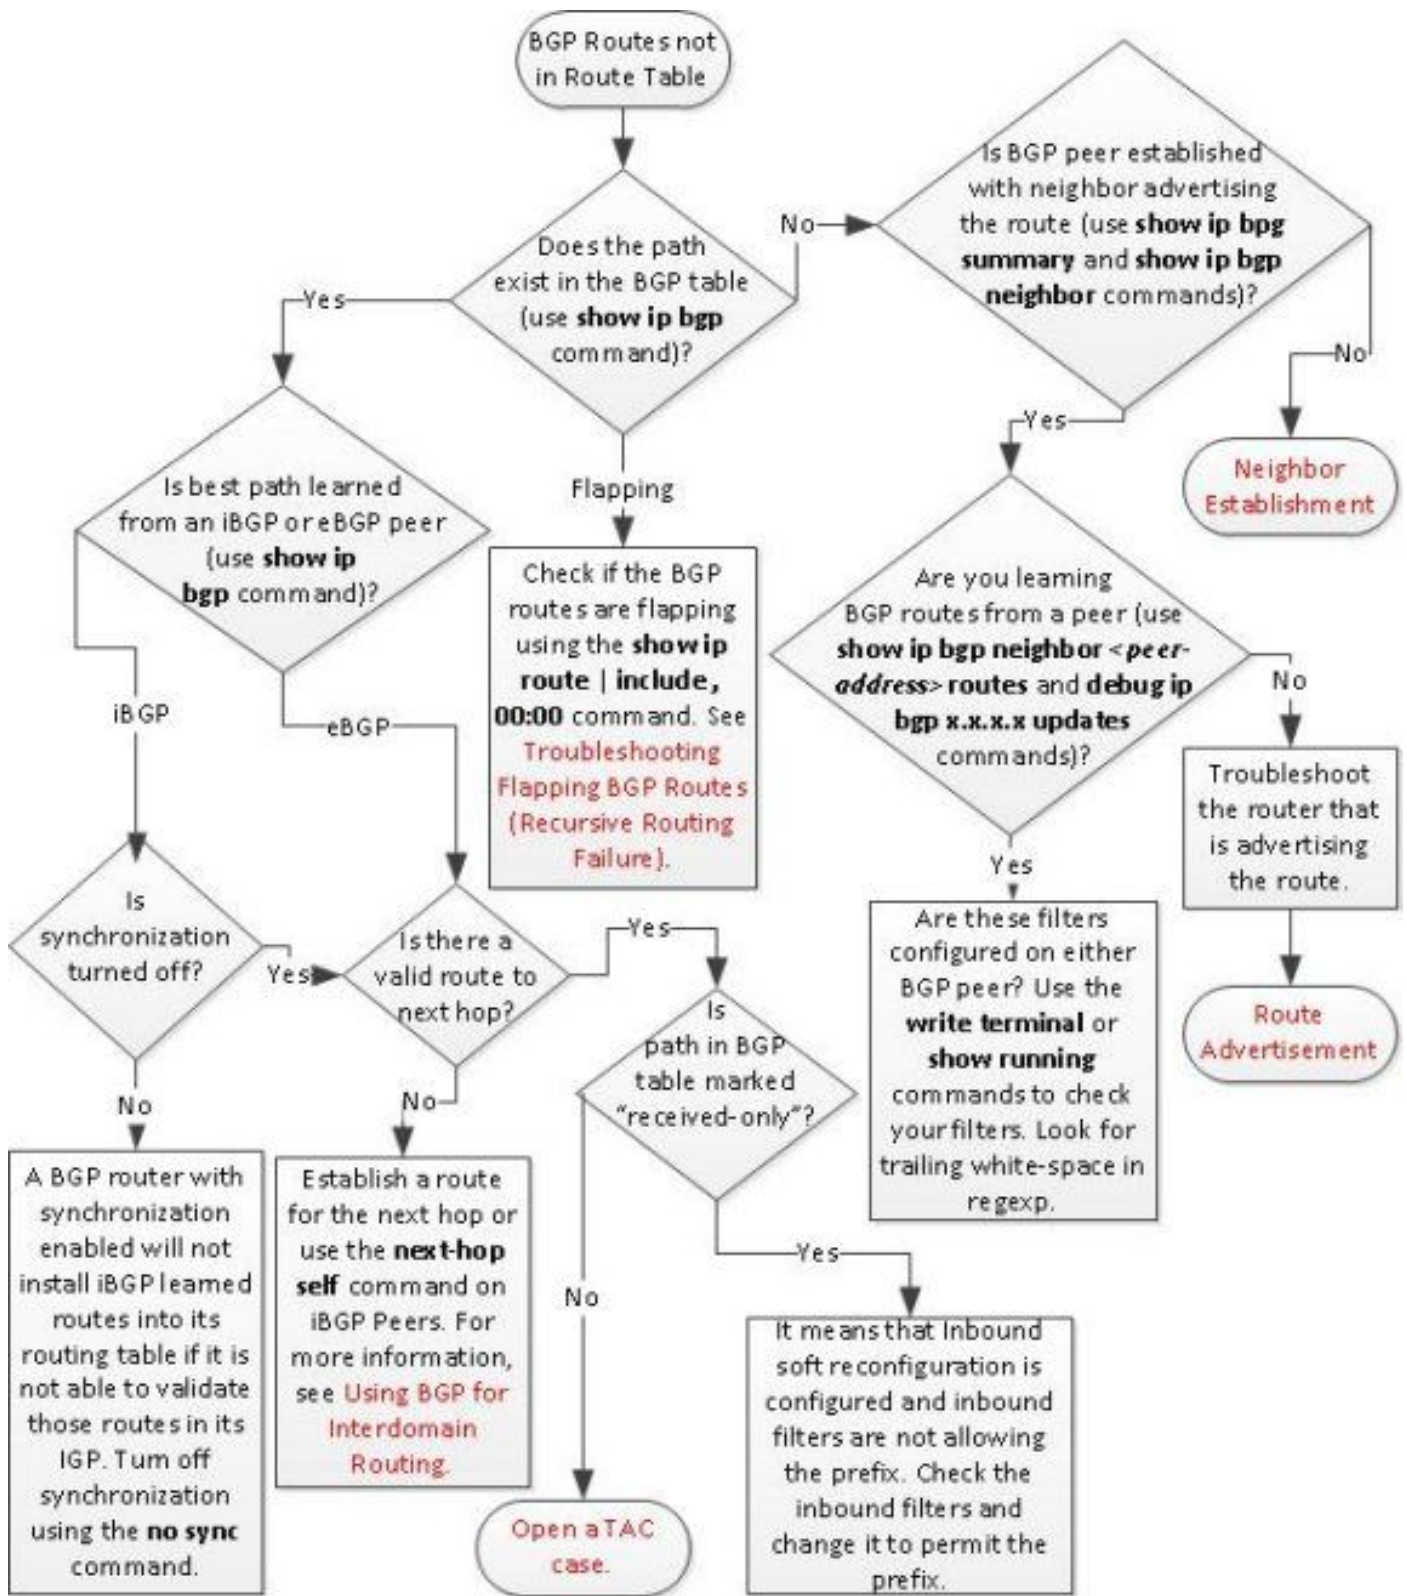 BGP Routes not
in Route Table
Is BGP peer established
with neighbor advertising
the route (use show ip bpg
summary and show ip bgp
neighbor commands)?
No
Does the path
exist in the BGP table
(use show ip bgp
command)?
Yes
No
Yes
Neighbor
Establishment
Is best path learned
from an iBGP or eBGP peer
(use show ip
bgp command)?
Flapping
Check if the BGP
routes are flapping
using the show ip
route | include,
00:00 command. See
Troubleshooting
Flapping BGP Routes
(Recursive Routing
Failure).
Are you learning
BGP routes from a peer (use
show ip bgp neighbor <peer-
address> routes and debug ip
bgp x.x.x.x updates
commands)?
No
iBGP
eBGP
Troubleshoot
the router that
is advertising
the route.
Yes
Is
synchronization
turned off?
Yes
Is there a
valid route to
next hop?
Yes
Are these filters
configured on either
BGP peer? Use the
write terminal or
show running
commands to check
your filters. Look for
trailing white-space in
regexp.
Route
Advertisement
Is
path in BGP
table marked
“received-only”?
No
No
A BGP router with
synchronization
enabled will not
install iBGP learned
routes into its
routing table if it is
not able to validate
those routes in its
IGP. Turn off
synchronization
using the no sync
command.
Establish a route
for the next hop or
use the next-hop
self command on
iBGP Peers. For
more information,
see Using BGP for
Interdomain
Routing.
No
Yes
Open a TAC
case.
It means that Inbound
soft reconfiguration is
configured and inbound
filters are not allowing
the prefix. Check the
inbound filters and
change it to permit the
prefix.